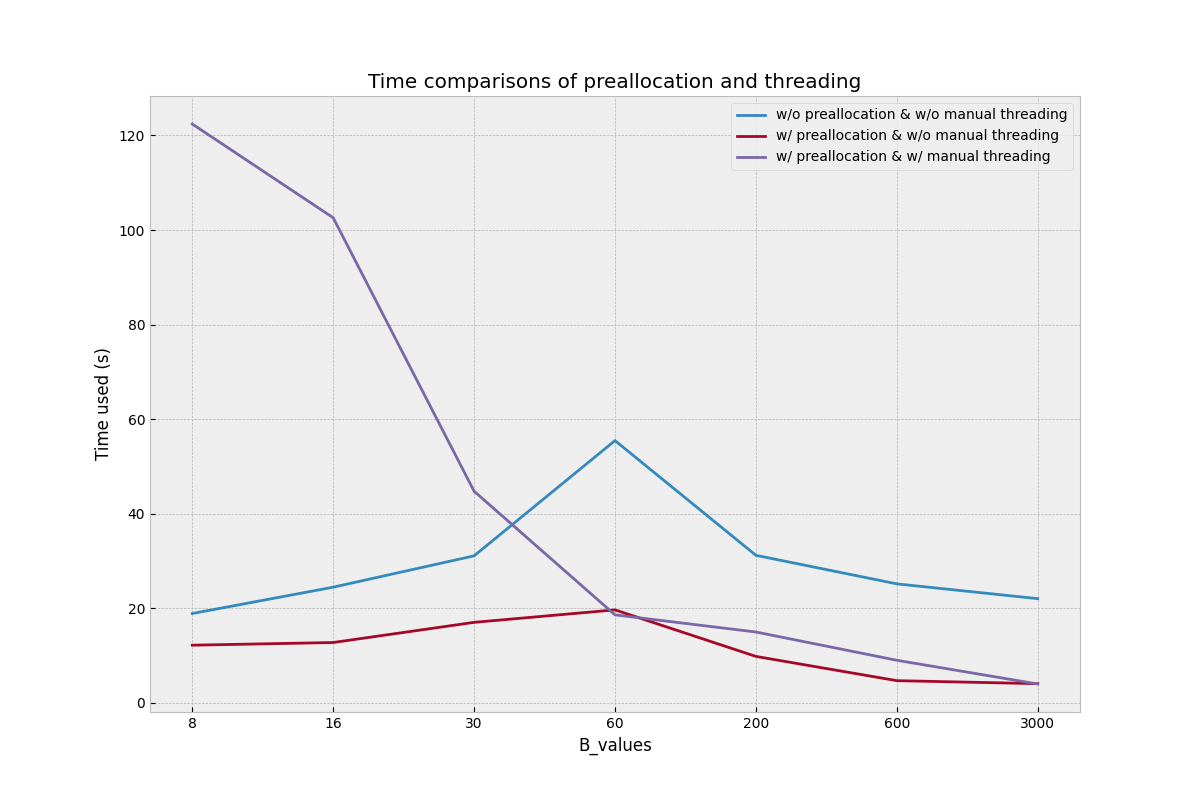 Time comparisons of preallocation and threading
w/o preallocation & w/o manual threading
w/ preallocation & w/o manual threading
w/ preallocation & w/ manual threading
120
100
80
60
40
20
0
Time used (s)
8 16 30 60 200 600 3000
B_values